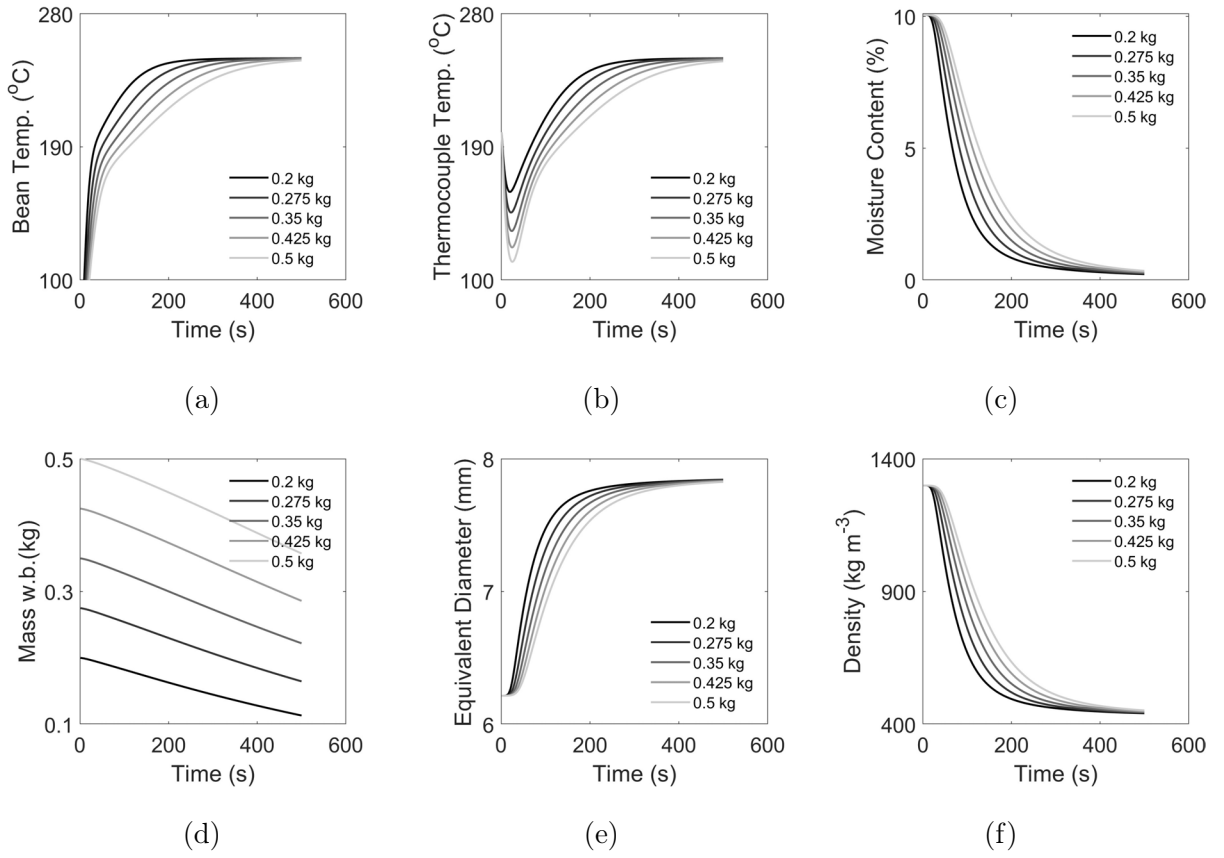 280
190
100
Bean Temp. (°C)
0.2 kg
0.275 kg
0.35 kg
0.425 kg
0.5 kg
0 200 400 600
Time (s)
(a)
280
190
100
Thermocouple Temp. (°C)
0.2 kg
0.275 kg
0.35 kg
0.425 kg
0.5 kg
0 200 400 600
Time (s)
(b)
10
5
0
Moisture Content (%)
0.2 kg
0.275 kg
0.35 kg
0.425 kg
0.5 kg
0 200 400 600
Time (s)
(c)
0.5
0.3
0.1
Mass w.b.(kg)
0.2 kg
0.275 kg
0.35 kg
0.425 kg
0.5 kg
0 200 400 600
Time (s)
(d)
8
7
6
Equivalent Diameter (mm)
0.2 kg
0.275 kg
0.35 kg
0.425 kg
0.5 kg
0 200 400 600
Time (s)
(e)
1400
900
400
Density (kg m⁻³)
0.2 kg
0.275 kg
0.35 kg
0.425 kg
0.5 kg
0 200 400 600
Time (s)
(f)